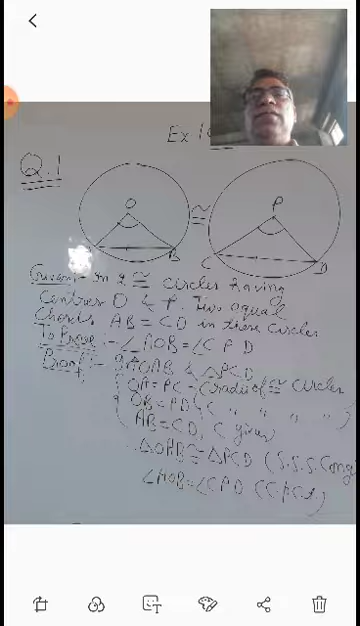 Ex 10
Q.1
O
P
≅
B
C
D
Given:- In 2 ≅ circles having
centres O & P. Two equal
chords AB = CD in these circles
To Prove :- ∠AOB = ∠CPD
Proof :- △OAB & △PCD
OA = PC - (radii of ≅ circles
OB = PD ( " " " " )
AB = CD, ( given
∴ △OAB ≅ △PCD (S.S.S. Cong
∠AOB = ∠CPD (C.P.C.t.)